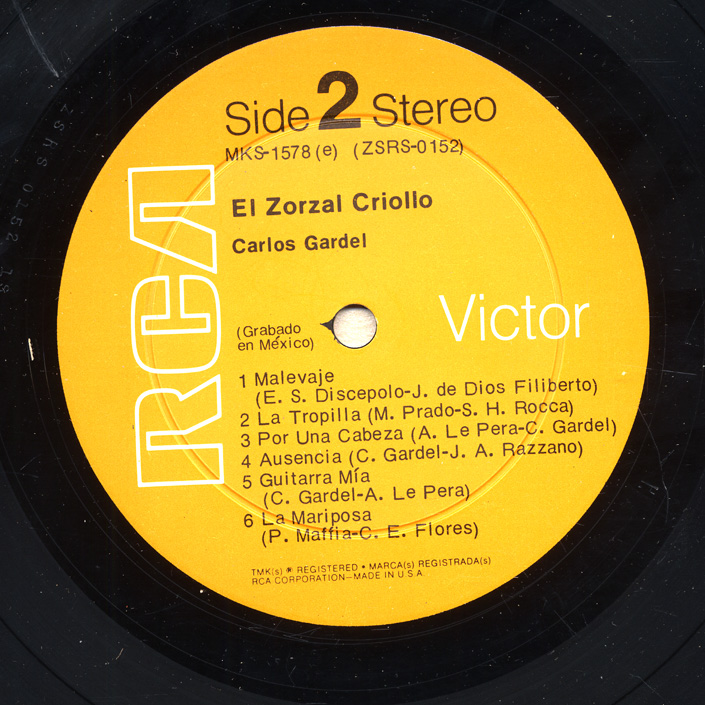 Side 2 Stereo
MKS-1578 (e) (ZSRS-0152)
El Zorzal Criollo
Carlos Gardel
RCA
Victor
(Grabado
en México)
1 Malevaje
(E. S. Discepolo-J. de Dios Filiberto)
2 La Tropilla (M. Prado-S. H. Rocca)
3 Por Una Cabeza (A. Le Pera-C. Gardel)
4 Ausencia (C. Gardel-J. A. Razzano)
5 Guitarra Mía
(C. Gardel-A. Le Pera)
6 La Mariposa
(P. Maffia-C. E. Flores)
TMK(s) ® REGISTERED • MARCA(s) REGISTRADA(s)
RCA CORPORATION—MADE IN U.S.A.